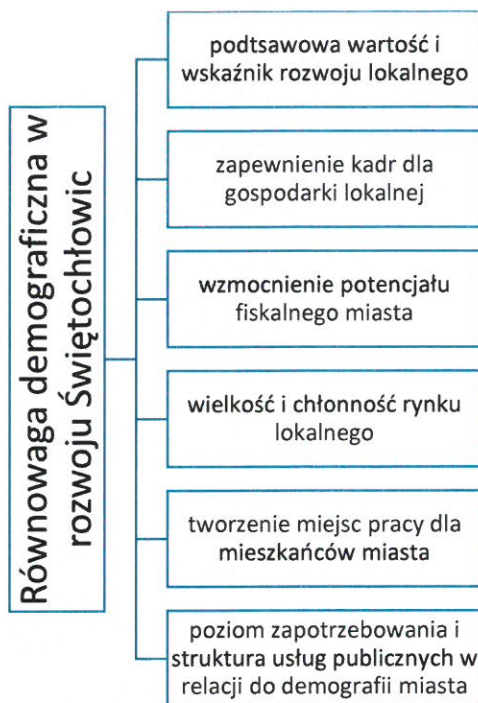 Równowaga demograficzna w
rozwoju Świętochłowic
podtsawowa wartość i
wskaźnik rozwoju lokalnego
zapewnienie kadr dla
gospodarki lokalnej
wzmocnienie potencjału
fiskalnego miasta
wielkość i chłonność rynku
lokalnego
tworzenie miejsc pracy dla
mieszkańców miasta
poziom zapotrzebowania i
struktura usług publicznych w
relacji do demografii miasta